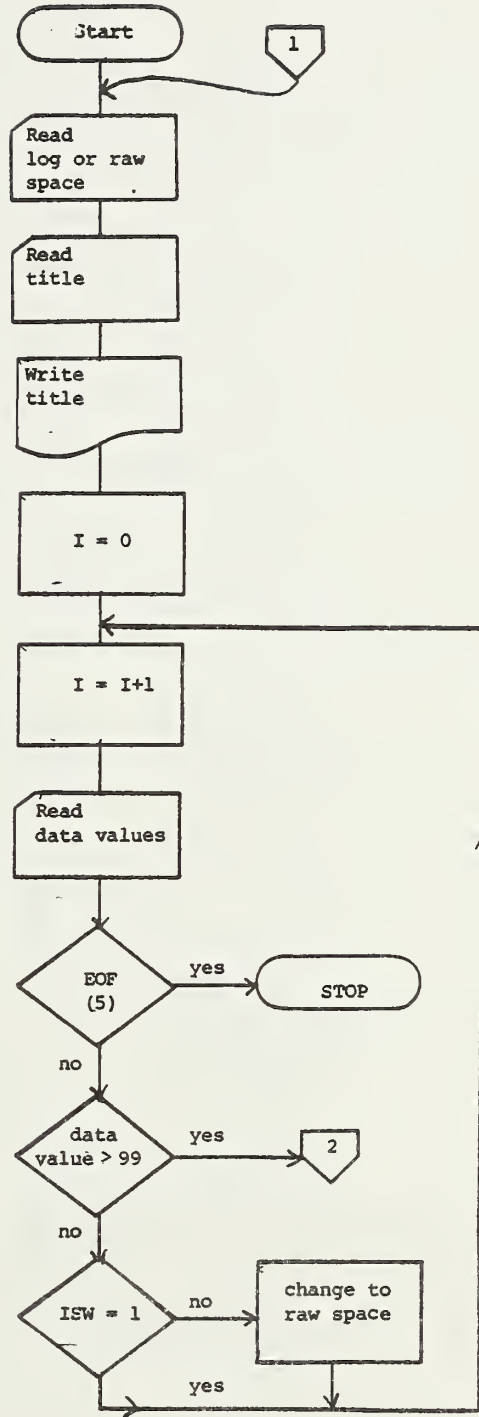 Start
1
Read
log or raw
space
Read
title
Write
title
I = 0
I = I+1
Read
data values
EOF
(5)
yes
STOP
no
data
value > 99
yes
2
no
ISW = 1
no
change to
raw space
yes